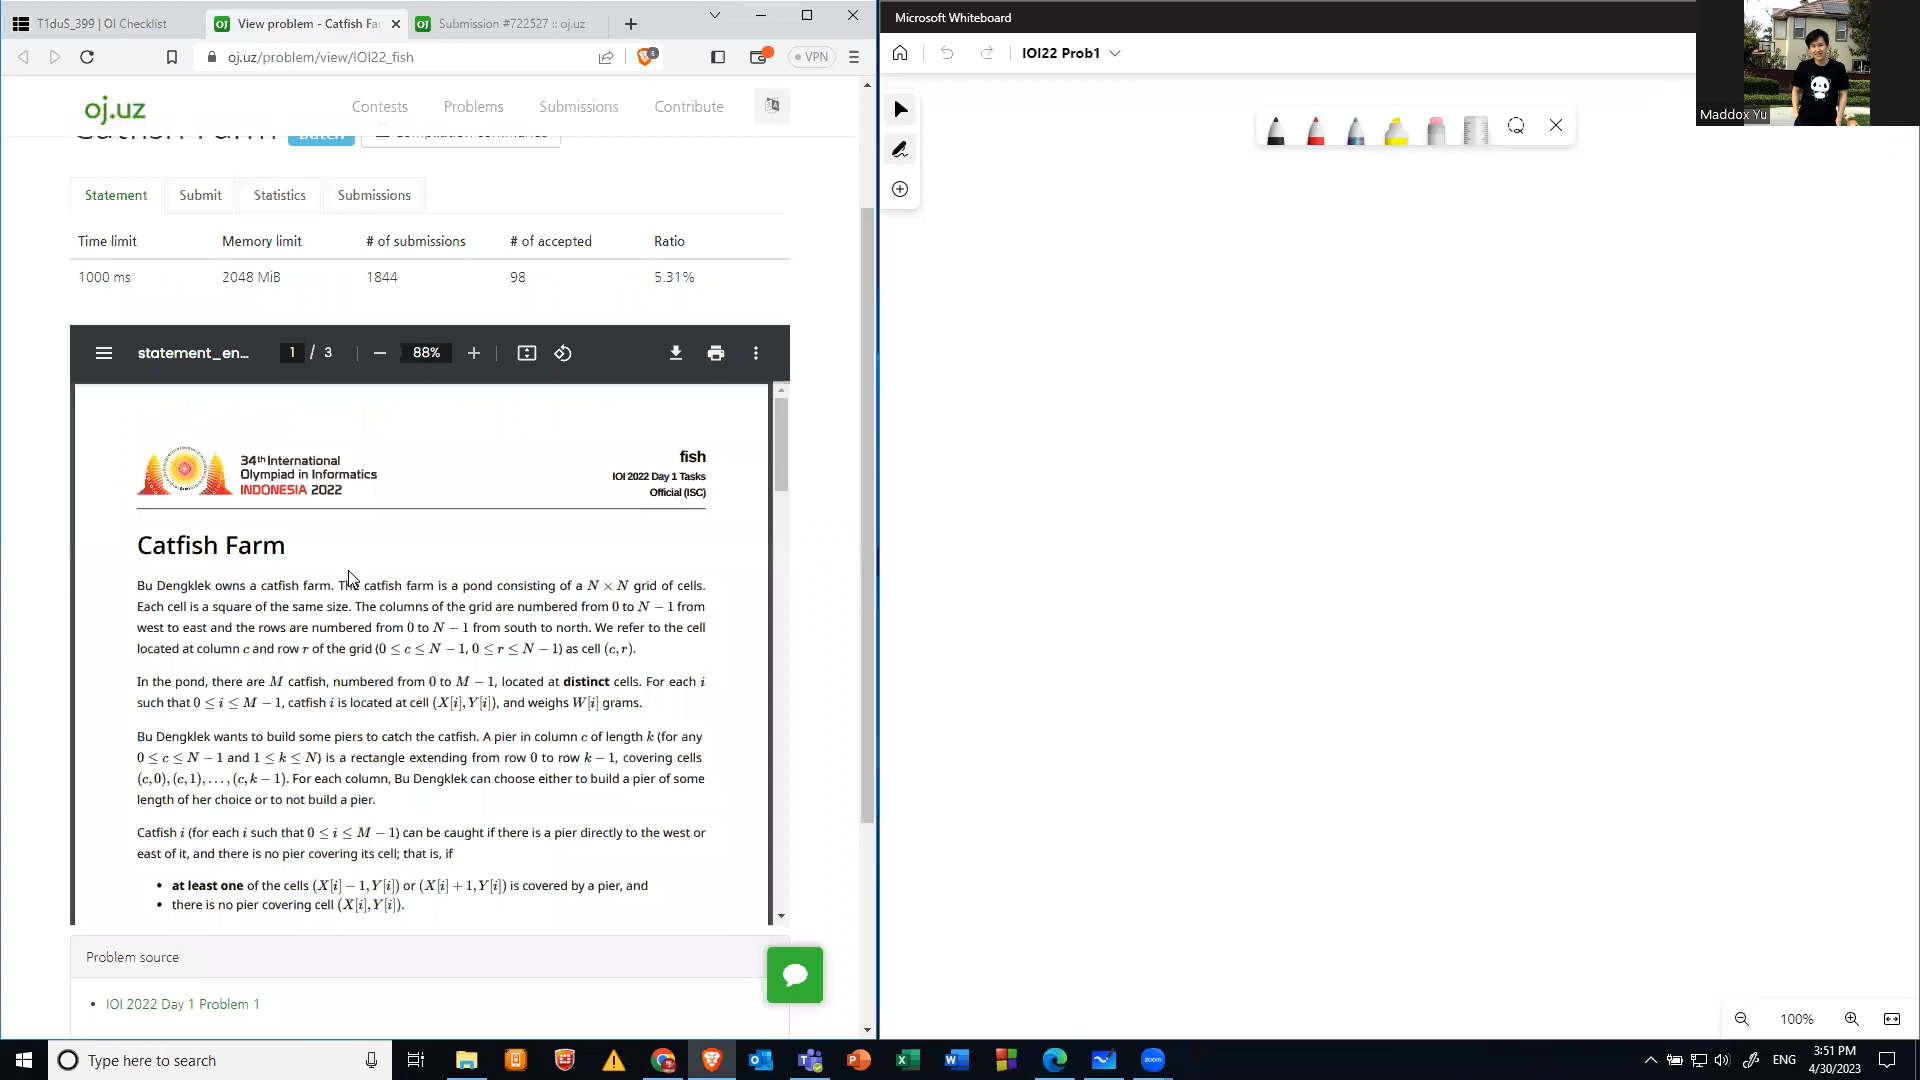 T1duS_399 | OI Checklist
View problem - Catfish Far
Submission #722527 :: oj.uz
oj.uz/problem/view/IOI22_fish
VPN
oj.uz
Contests
Problems
Submissions
Contribute
Catfish Farm
Batch
Statement
Submit
Statistics
Submissions
Time limit
Memory limit
# of submissions
# of accepted
Ratio
1000 ms
2048 MiB
1844
98
5.31%
statement_en...
1 / 3
88%
34th International
Olympiad in Informatics
INDONESIA 2022
fish
IOI 2022 Day 1 Tasks
Official (ISC)
Catfish Farm
Bu Dengklek owns a catfish farm. The catfish farm is a pond consisting of a N × N grid of cells.
Each cell is a square of the same size. The columns of the grid are numbered from 0 to N − 1 from
west to east and the rows are numbered from 0 to N − 1 from south to north. We refer to the cell
located at column c and row r of the grid (0 ≤ c ≤ N − 1, 0 ≤ r ≤ N − 1) as cell (c, r).
In the pond, there are M catfish, numbered from 0 to M − 1, located at distinct cells. For each i
such that 0 ≤ i ≤ M − 1, catfish i is located at cell (X[i], Y[i]), and weighs W[i] grams.
Bu Dengklek wants to build some piers to catch the catfish. A pier in column c of length k (for any
0 ≤ c ≤ N − 1 and 1 ≤ k ≤ N) is a rectangle extending from row 0 to row k − 1, covering cells
(c, 0), (c, 1), . . . , (c, k − 1). For each column, Bu Dengklek can choose either to build a pier of some
length of her choice or to not build a pier.
Catfish i (for each i such that 0 ≤ i ≤ M − 1) can be caught if there is a pier directly to the west or
east of it, and there is no pier covering its cell; that is, if
• at least one of the cells (X[i] − 1, Y[i]) or (X[i] + 1, Y[i]) is covered by a pier, and
• there is no pier covering cell (X[i], Y[i]).
Problem source
• IOI 2022 Day 1 Problem 1
Microsoft Whiteboard
IOI22 Prob1
Maddox Yu
100%
Type here to search
zoom
ENG
3:51 PM
4/30/2023